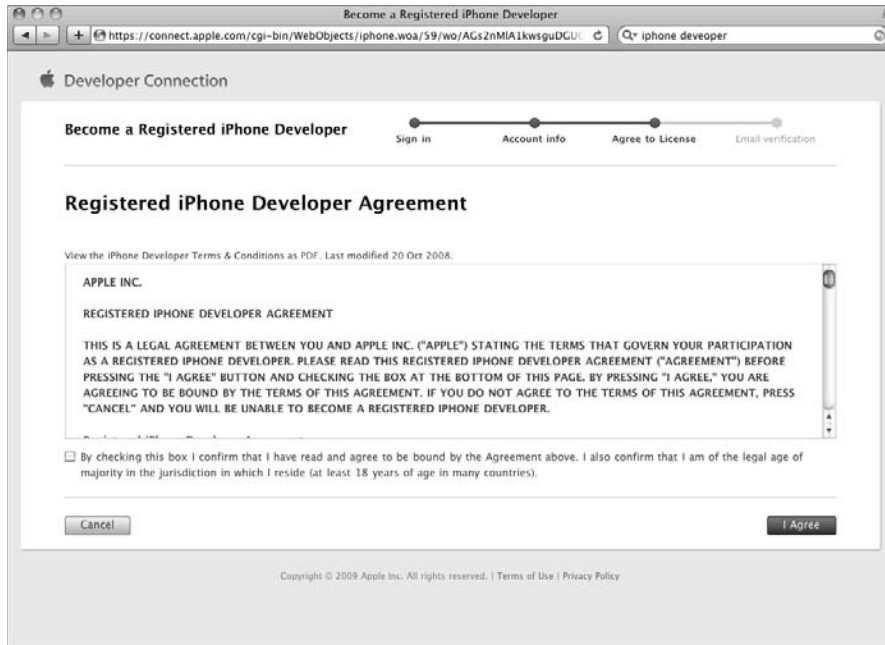 Become a Registered iPhone Developer
https://connect.apple.com/cgi-bin/WebObjects/iphone.woa/59/wo/
iphone deveoper
Developer Connection
Become a Registered iPhone Developer
Sign in
Account info
Agree to License
Email verification
Registered iPhone Developer Agreement
View the iPhone Developer Terms & Conditions as PDF. Last modified 20 Oct 2008.
APPLE INC.
REGISTERED IPHONE DEVELOPER AGREEMENT
THIS IS A LEGAL AGREEMENT BETWEEN YOU AND APPLE INC. ("APPLE") STATING THE TERMS THAT GOVERN YOUR PARTICIPATION
AS A REGISTERED IPHONE DEVELOPER. PLEASE READ THIS REGISTERED IPHONE DEVELOPER AGREEMENT ("AGREEMENT") BEFORE
PRESSING THE "I AGREE" BUTTON AND CHECKING THE BOX AT THE BOTTOM OF THIS PAGE. BY PRESSING "I AGREE," YOU ARE
AGREEING TO BE BOUND BY THE TERMS OF THIS AGREEMENT. IF YOU DO NOT AGREE TO THE TERMS OF THIS AGREEMENT, PRESS
"CANCEL" AND YOU WILL BE UNABLE TO BECOME A REGISTERED IPHONE DEVELOPER.
By checking this box I confirm that I have read and agree to be bound by the Agreement above. I also confirm that I am of the legal age of
majority in the jurisdiction in which I reside (at least 18 years of age in many countries).
Cancel
I Agree
Copyright © 2009 Apple Inc. All rights reserved. | Terms of Use | Privacy Policy